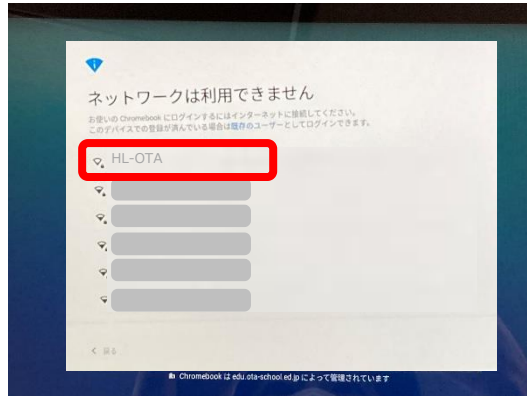 ネットワークは利用できません
お使いの Chromebook にログインするにはインターネットに接続してください。
このデバイスでの登録が済んでいる場合は既存のユーザーとしてログインできます。
HL-OTA
< 戻る
Chromebook は edu.ota-school.ed.jp によって管理されています